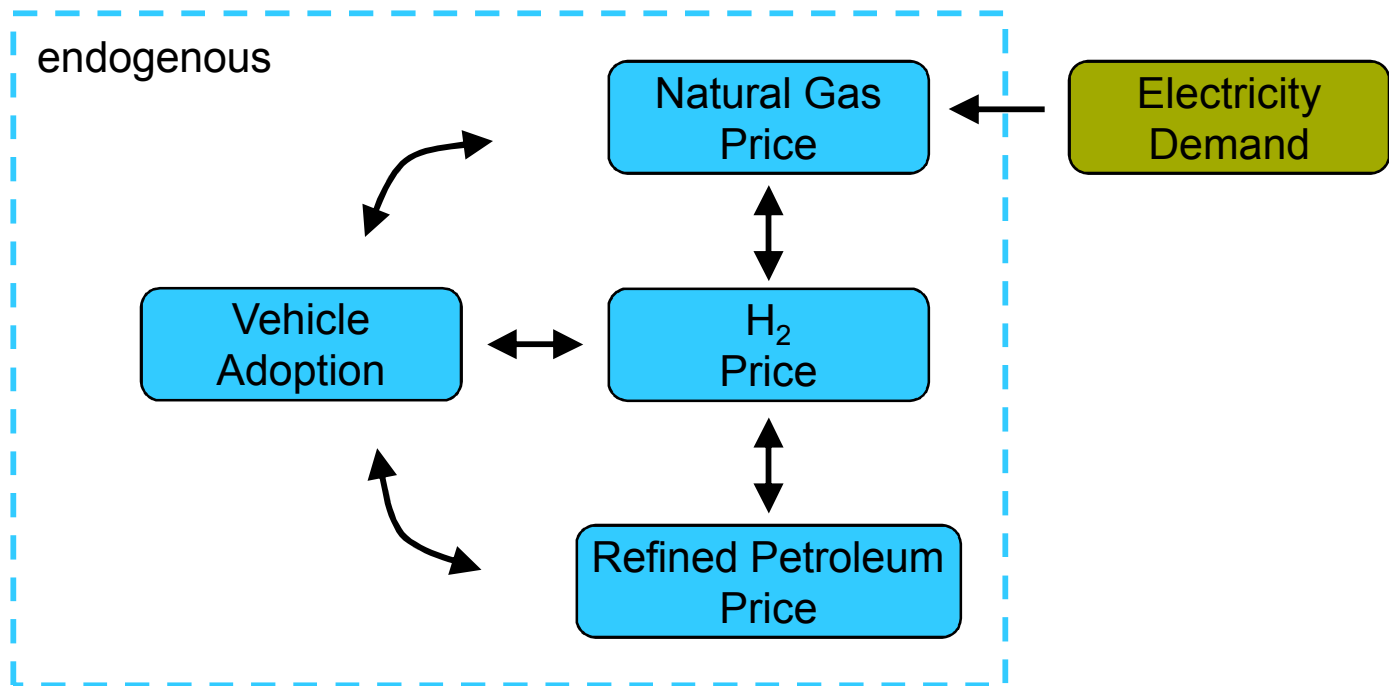 endogenous
Natural Gas
Price
Electricity
Demand
Vehicle
Adoption
H₂
Price
Refined Petroleum
Price